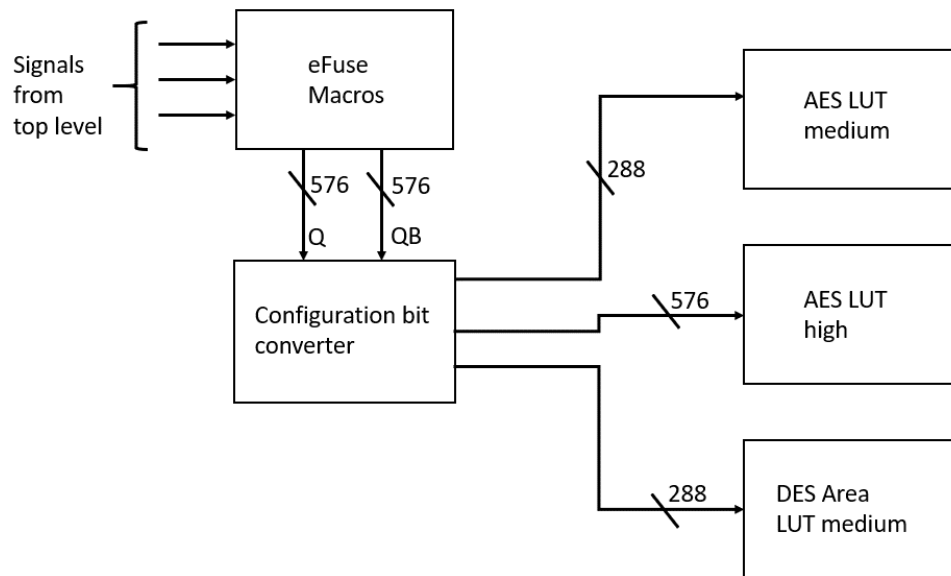 Signals
from
top level
eFuse
Macros
576
576
Q
QB
Configuration bit
converter
288
576
288
AES LUT
medium
AES LUT
high
DES Area
LUT medium